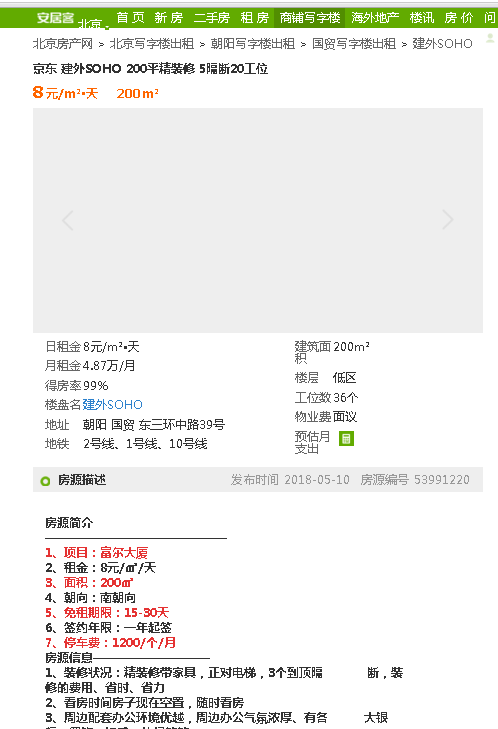 安居客 北京 首 页 新 房 二手房 租 房 商铺写字楼 海外地产 楼讯 房 价 问
北京房产网 > 北京写字楼出租 > 朝阳写字楼出租 > 国贸写字楼出租 > 建外SOHO
京东 建外SOHO 200平精装修 5隔断20工位
8元/m²•天 200m²
日租金 8元/m²•天
月租金 4.87万/月
得房率 99%
楼盘名 建外SOHO
地址 朝阳 国贸 东三环中路39号
地铁 2号线、1号线、10号线
建筑面积 200m²
楼层 低区
工位数 36个
物业费 面议
预估月支出
房源描述 发布时间 2018-05-10 房源编号 53991220
房源简介
————————————————
1、项目：富尔大厦
2、租金：8元/㎡/天
3、面积：200㎡
4、朝向：南朝向
5、免租期限：15-30天
6、签约年限：一年起签
7、停车费：1200/个/月
房源信息——————————
1、装修状况：精装修带家具，正对电梯，3个到顶隔 断，装
修的费用、省时、省力
2、看房时间房子现在空置，随时看房
3、周边配套办公环境优越，周边办公气氛浓厚、有各 大银